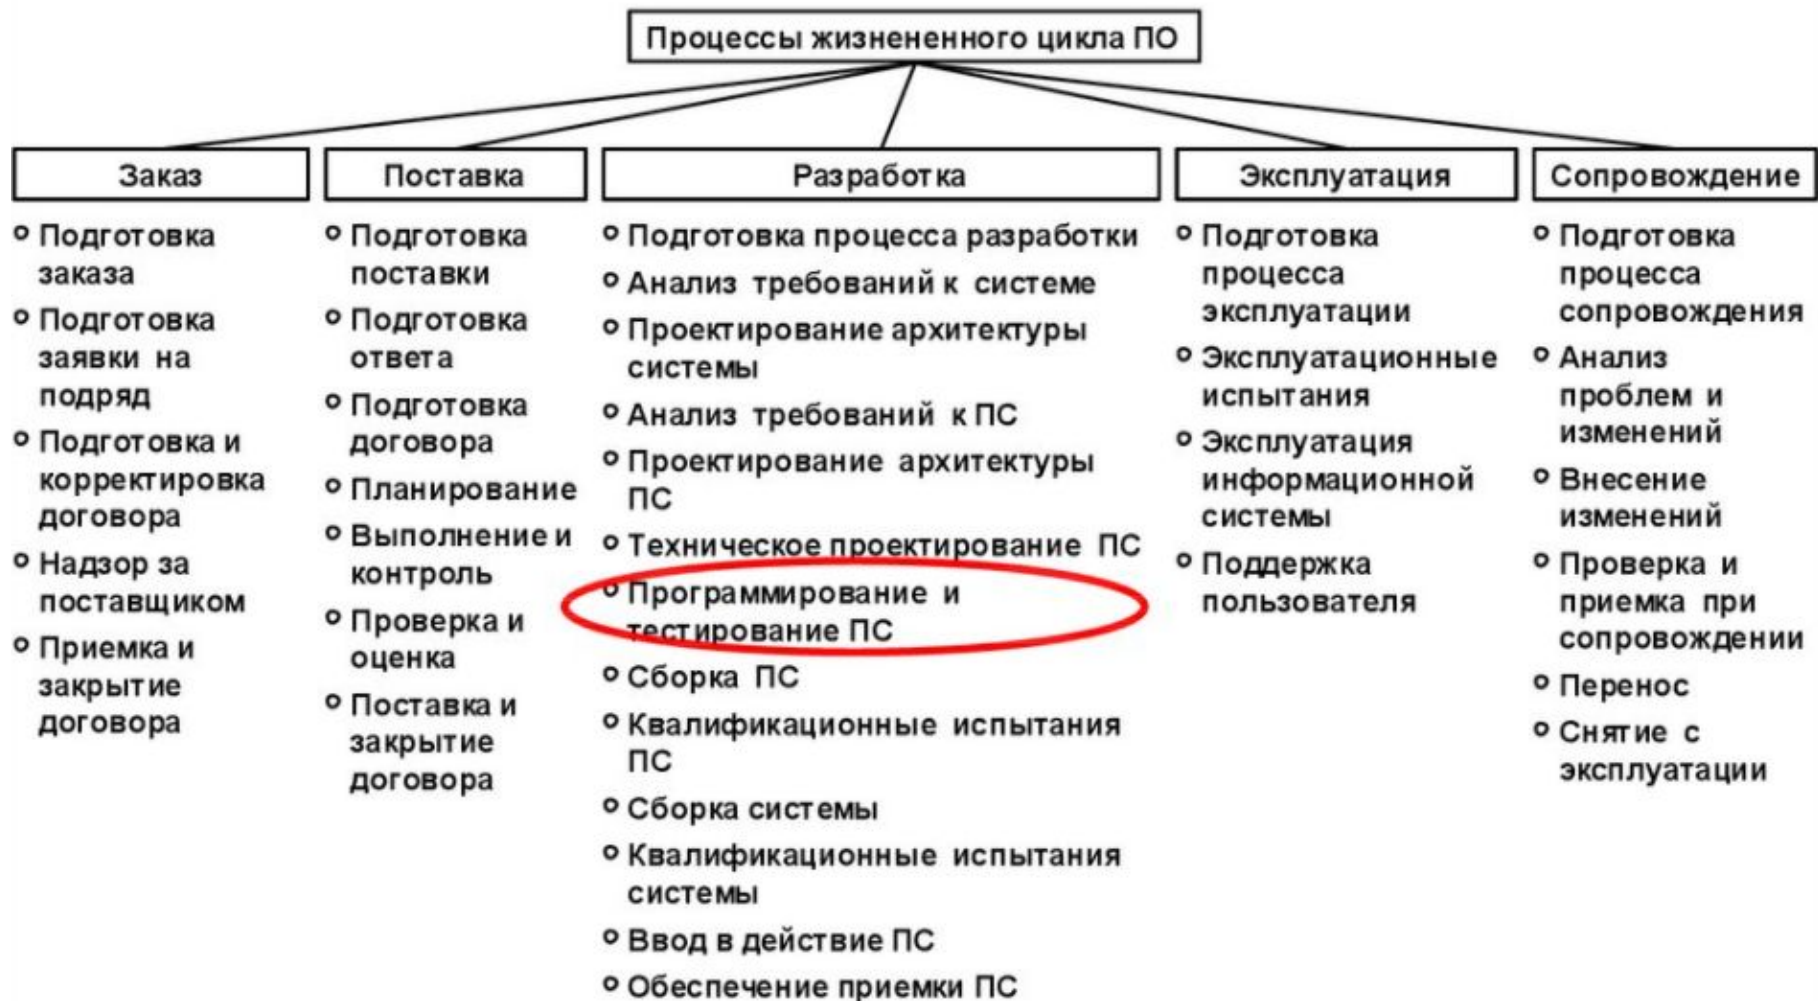 Процессы жизнененного цикла ПО
Заказ
Подготовка
заказа
Подготовка
заявки на
подряд
Подготовка и
корректировка
договора
Надзор за
поставщиком
Приемка и
закрытие
договора
Поставка
Подготовка
поставки
Подготовка
ответа
Подготовка
договора
Планирование
Выполнение и
контроль
Проверка и
оценка
Поставка и
закрытие
договора
Разработка
Подготовка процесса разработки
Анализ требований к системе
Проектирование архитектуры
системы
Анализ требований к ПС
Проектирование архитектуры
ПС
Техническое проектирование ПС
Программирование и
тестирование ПС
Сборка ПС
Квалификационные испытания
ПС
Сборка системы
Квалификационные испытания
системы
Ввод в действие ПС
Обеспечение приемки ПС
Эксплуатация
Подготовка
процесса
эксплуатации
Эксплуатационные
испытания
Эксплуатация
информационной
системы
Поддержка
пользователя
Сопровождение
Подготовка
процесса
сопровождения
Анализ
проблем и
изменений
Внесение
изменений
Проверка и
приемка при
сопровождении
Перенос
Снятие с
эксплуатации